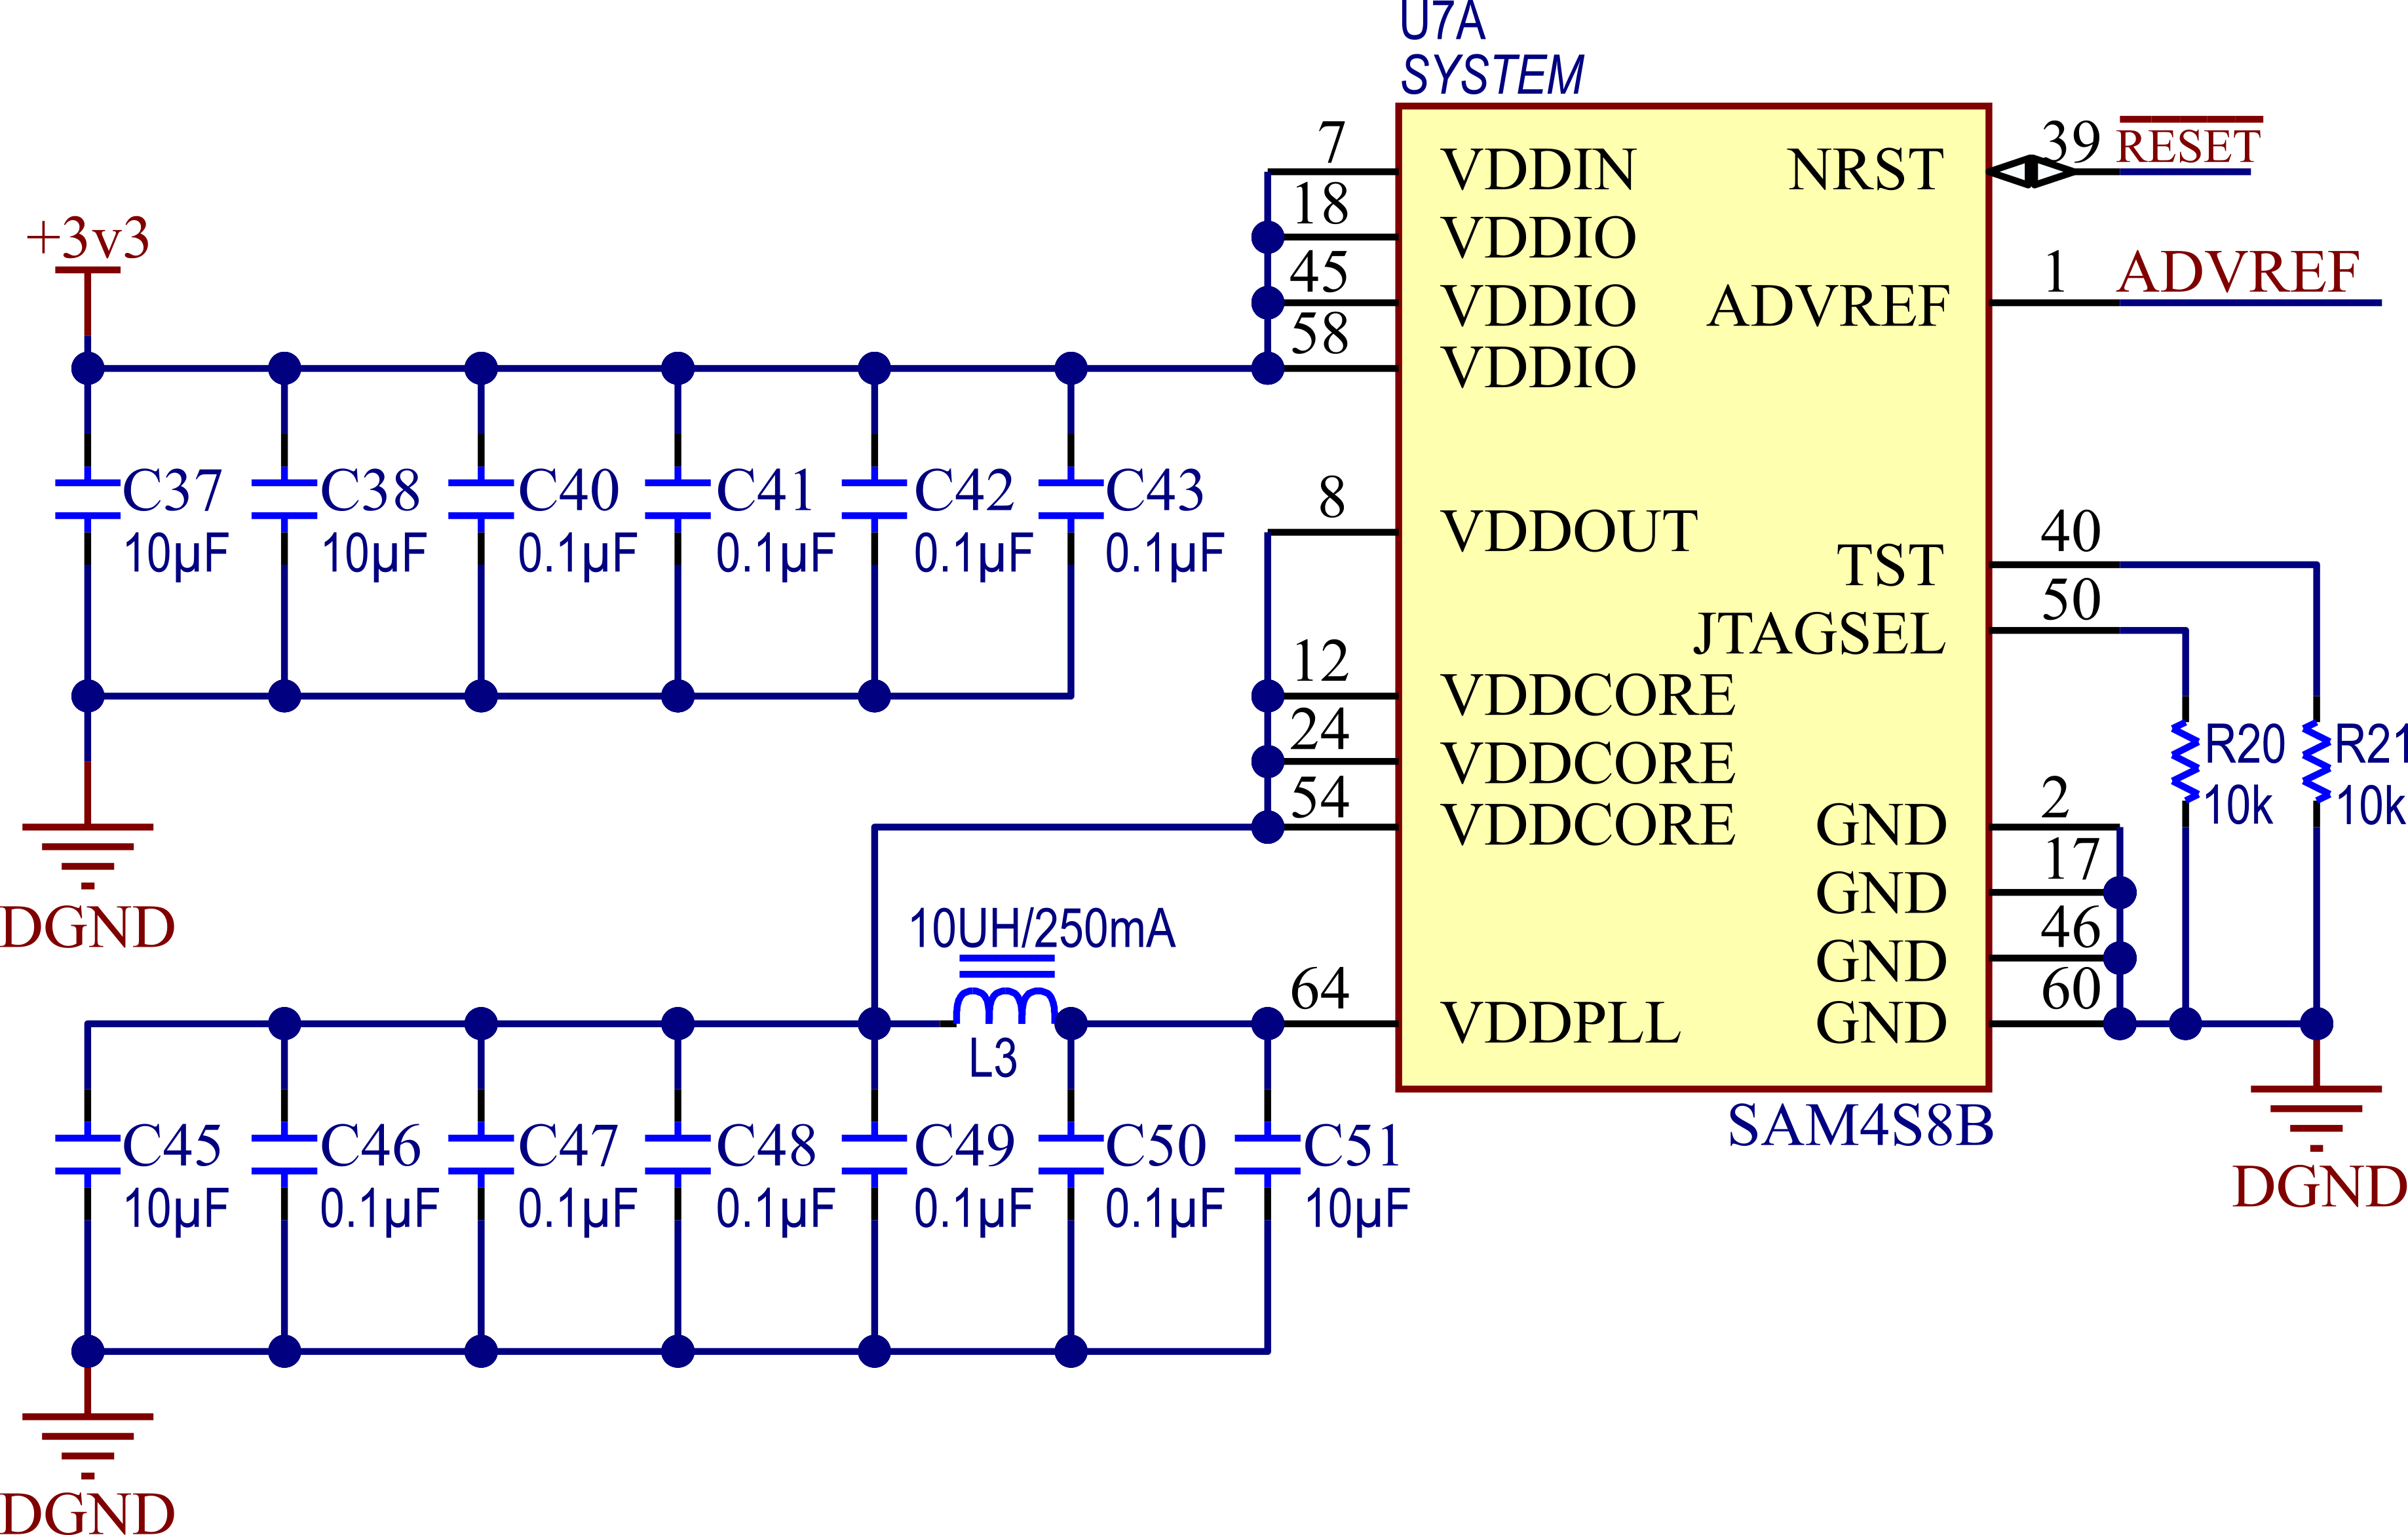 U7A
SYSTEM
7
VDDIN
18
VDDIO
45
VDDIO
58
VDDIO
8
VDDOUT
12
VDDCORE
24
VDDCORE
54
VDDCORE
64
VDDPLL
NRST
39
RESET
ADVREF
1
ADVREF
TST
40
JTAGSEL
50
GND
2
GND
17
GND
46
GND
60
SAM4S8B
R20
10k
R21
10k
DGND
+3v3
C37
10µF
C38
10µF
C40
0.1µF
C41
0.1µF
C42
0.1µF
C43
0.1µF
DGND
10UH/250mA
L3
C45
10µF
C46
0.1µF
C47
0.1µF
C48
0.1µF
C49
0.1µF
C50
0.1µF
C51
10µF
DGND